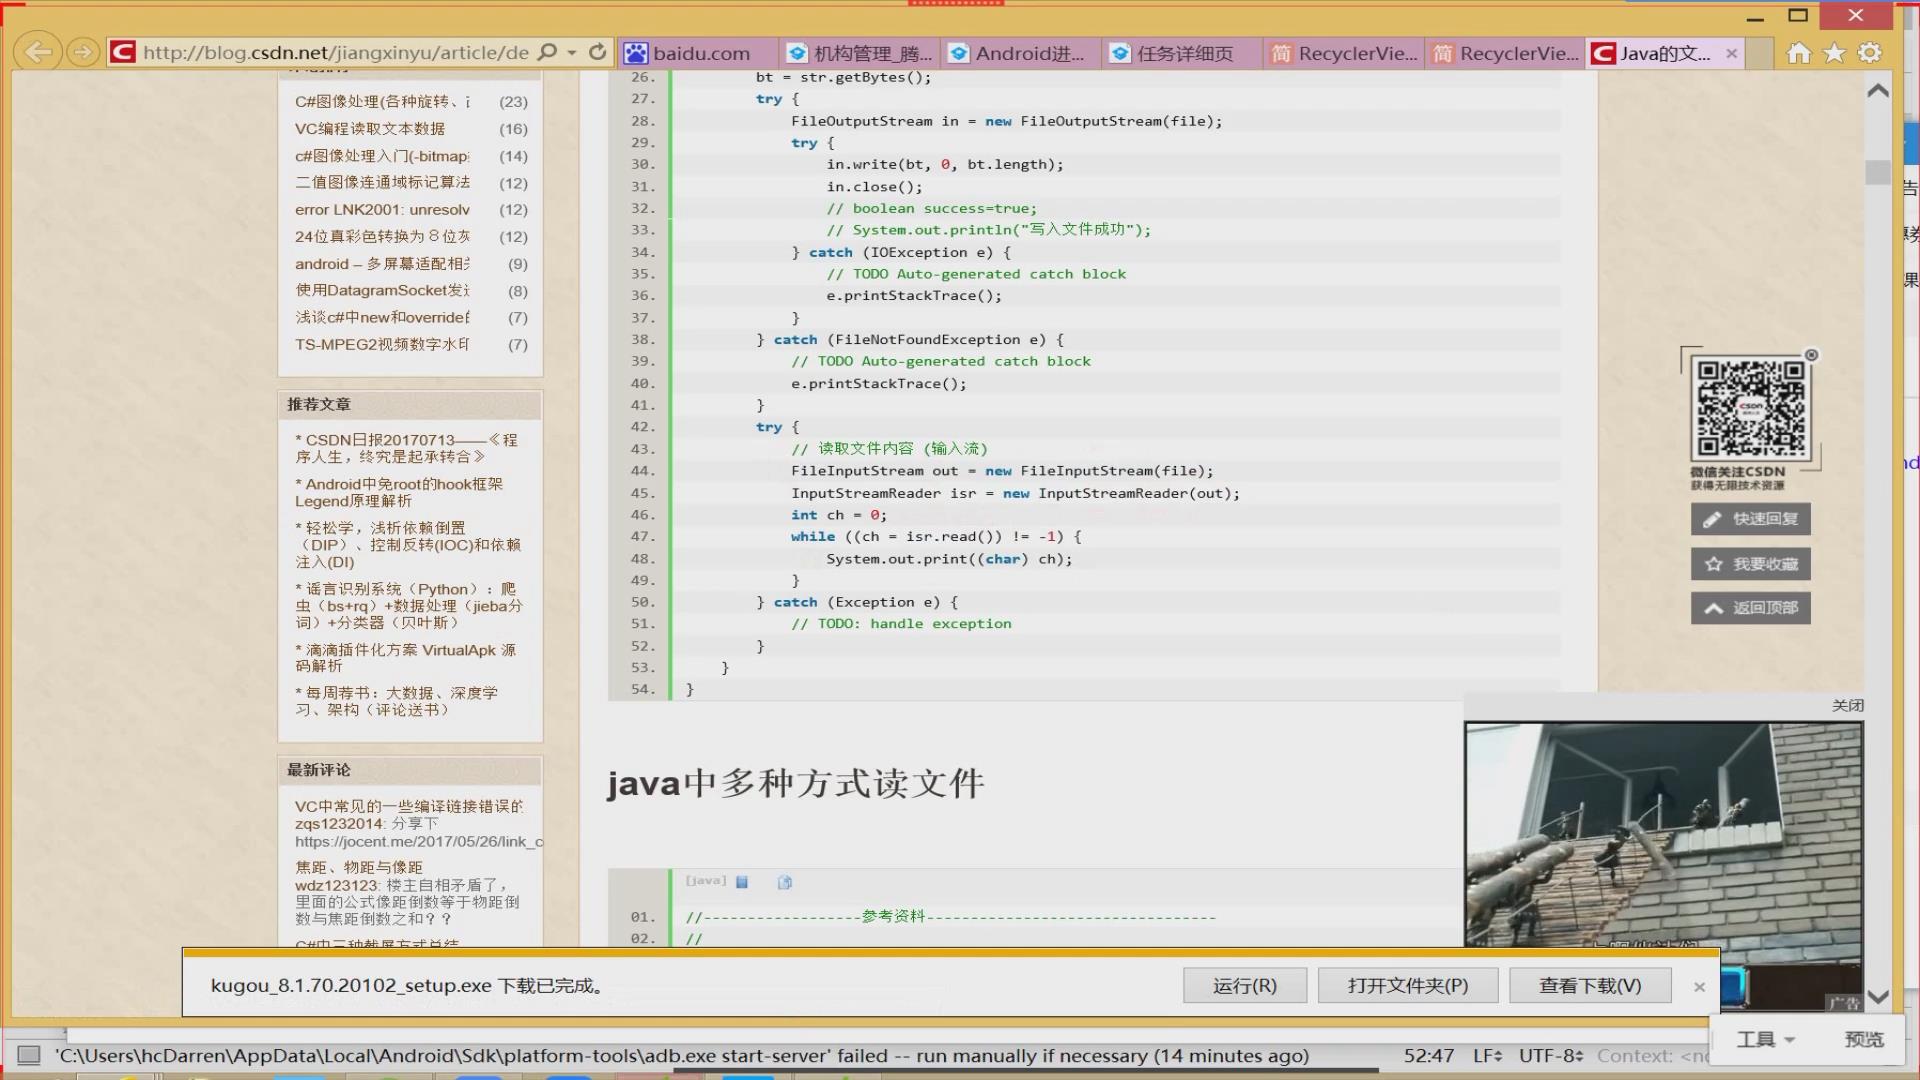 http://blog.csdn.net/jiangxinyu/article/de
baidu.com
机构管理_腾...
Android进...
任务详细页
RecyclerVie...
RecyclerVie...
Java的文...
C#图像处理(各种旋转、
(23)
VC编程读取文本数据
(16)
c#图像处理入门(-bitmap
(14)
二值图像连通域标记算法
(12)
error LNK2001: unresolv
(12)
24位真彩色转换为８位灰
(12)
android – 多屏幕适配相
(9)
使用DatagramSocket发
(8)
浅谈c#中new和override
(7)
TS-MPEG2视频数字水印
(7)
推荐文章
* CSDN日报20170713——《程
序人生，终究是起承转合》
* Android中免root的hook框架
Legend原理解析
* 轻松学，浅析依赖倒置
（DIP）、控制反转(IOC)和依赖
注入(DI)
* 谣言识别系统（Python）：爬
虫（bs+rq）+数据处理（jieba分
词）+分类器（贝叶斯）
* 滴滴插件化方案 VirtualApk 源
码解析
* 每周荐书：大数据、深度学
习、架构（评论送书）
最新评论
VC中常见的一些编译链接错误的
zqs1232014: 分享下
https://jocent.me/2017/05/26/link_c
焦距、物距与像距
wdz123123: 楼主自相矛盾了，
里面的公式像距倒数等于物距倒
数与焦距倒数之和？？
C#中三种截屏方式总结
26. bt = str.getBytes();
27. try {
28. FileOutputStream in = new FileOutputStream(file);
29. try {
30. in.write(bt, 0, bt.length);
31. in.close();
32. // boolean success=true;
33. // System.out.println("写入文件成功");
34. } catch (IOException e) {
35. // TODO Auto-generated catch block
36. e.printStackTrace();
37. }
38. } catch (FileNotFoundException e) {
39. // TODO Auto-generated catch block
40. e.printStackTrace();
41. }
42. try {
43. // 读取文件内容 (输入流)
44. FileInputStream out = new FileInputStream(file);
45. InputStreamReader isr = new InputStreamReader(out);
46. int ch = 0;
47. while ((ch = isr.read()) != -1) {
48. System.out.print((char) ch);
49. }
50. } catch (Exception e) {
51. // TODO: handle exception
52. }
53. }
54. }
java中多种方式读文件
[java]
01. //------------------参考资料---------------------------------
02. //
CSDN
微信关注CSDN
获得无限技术资源
快速回复
我要收藏
返回顶部
关闭
广告
kugou_8.1.70.20102_setup.exe 下载已完成。
运行(R)
打开文件夹(P)
查看下载(V)
工具
预览
'C:\Users\hcDarren\AppData\Local\Android\Sdk\platform-tools\adb.exe start-server' failed -- run manually if necessary (14 minutes ago)
52:47
LF
UTF-8
Context: